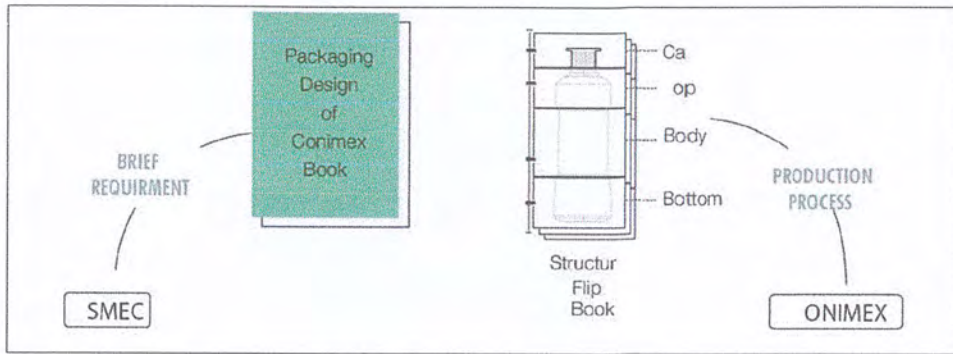 Packaging
Design
of
Conimex
Book
Ca
op
Body
Bottom
BRIEF
REQUIRMENT
PRODUCTION
PROCESS
SMEC
Structur
Flip
Book
ONIMEX